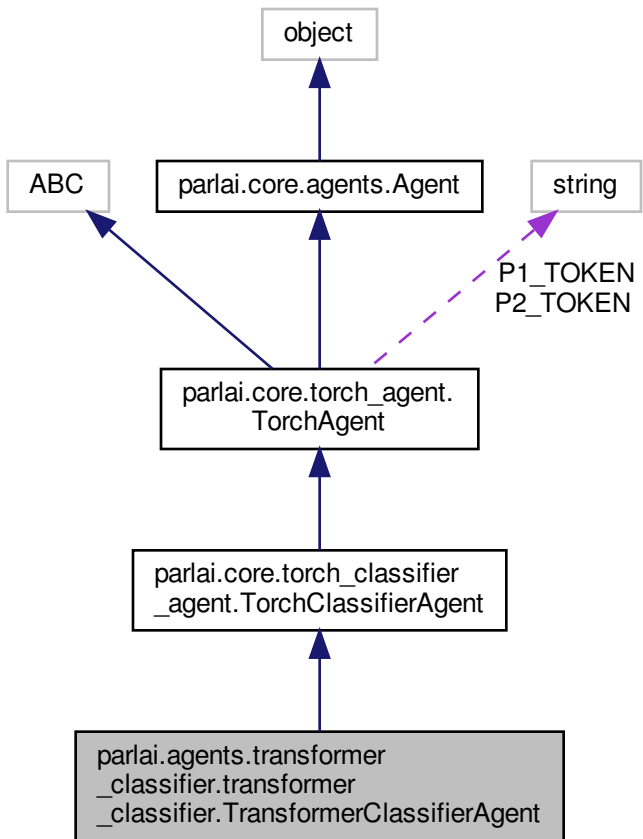 object
ABC
parlai.core.agents.Agent
string
P1_TOKEN
P2_TOKEN
parlai.core.torch_agent.
TorchAgent
parlai.core.torch_classifier
_agent.TorchClassifierAgent
parlai.agents.transformer
_classifier.transformer
_classifier.TransformerClassifierAgent